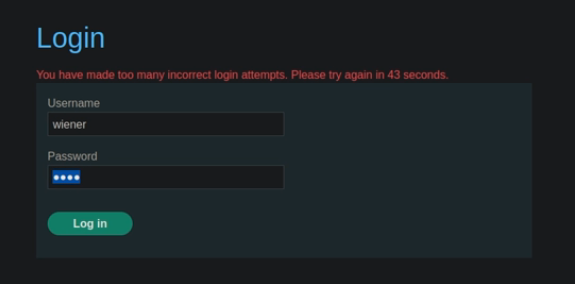 Login
You have made too many incorrect login attempts. Please try again in 43 seconds.
Username
wiener
Password
••••
Log in